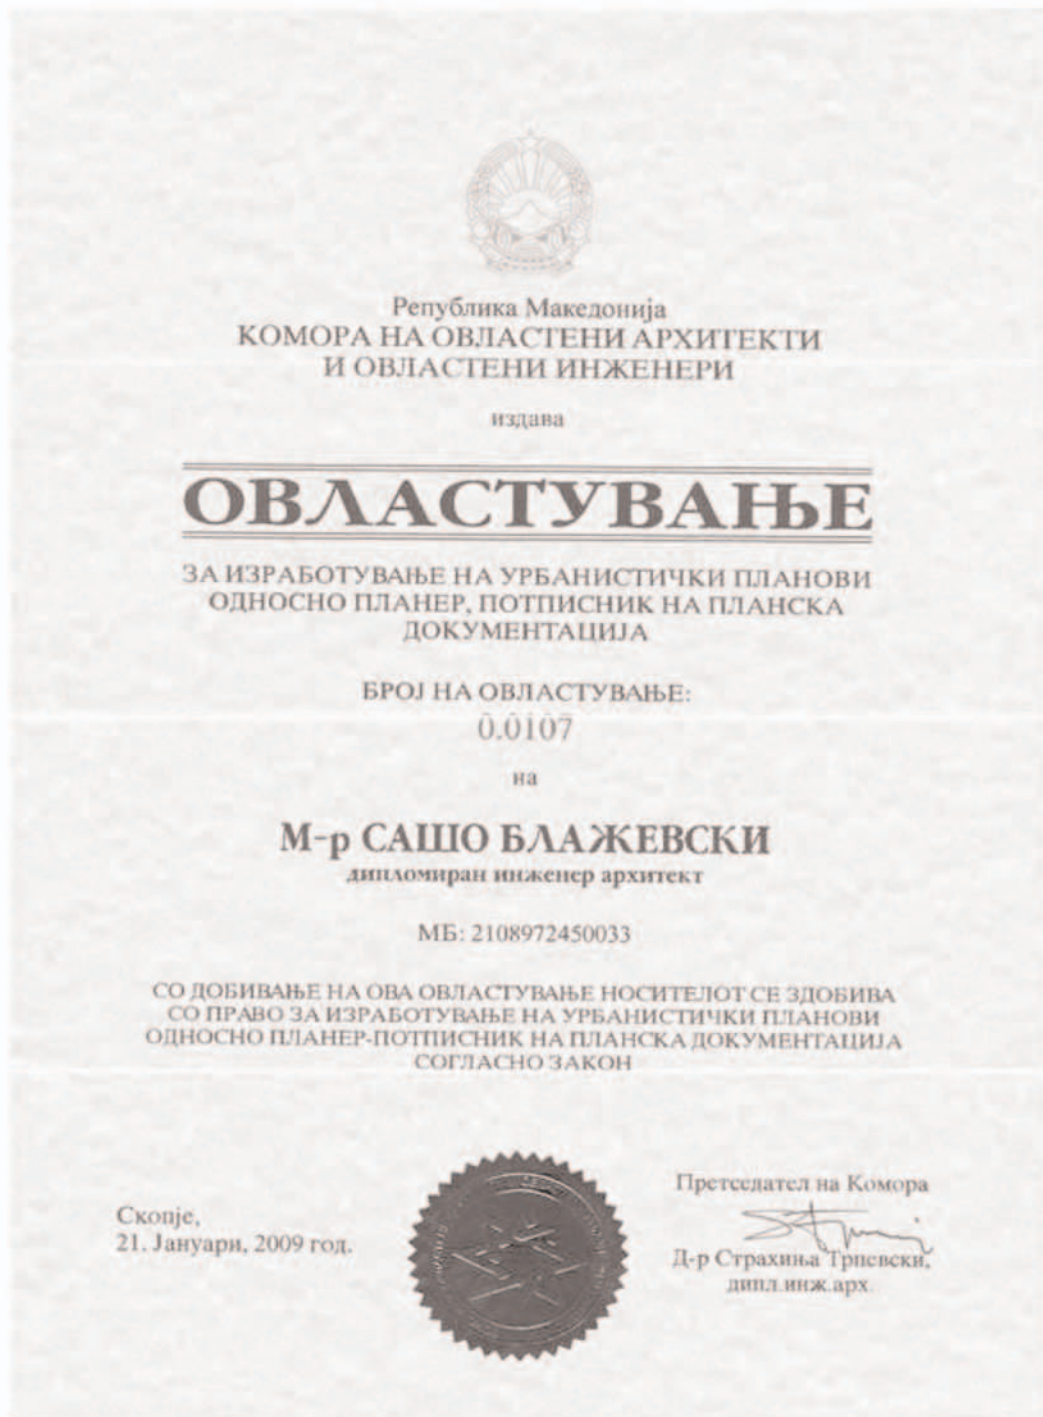 Република Македонија
КОМОРА НА ОВЛАСТЕНИ АРХИТЕКТИ
И ОВЛАСТЕНИ ИНЖЕНЕРИ
издава
ОВЛАСТУВАЊЕ
ЗА ИЗРАБОТУВАЊЕ НА УРБАНИСТИЧКИ ПЛАНОВИ
ОДНОСНО ПЛАНЕР, ПОТПИСНИК НА ПЛАНСКА
ДОКУМЕНТАЦИЈА
БРОЈ НА ОВЛАСТУВАЊЕ:
0.0107
на
М-р САШО БЛАЖЕВСКИ
дипломиран инженер архитект
МБ: 2108972450033
СО ДОБИВАЊЕ НА ОВА ОВЛАСТУВАЊЕ НОСИТЕЛОТ СЕ ЗДОБИВА
СО ПРАВО ЗА ИЗРАБОТУВАЊЕ НА УРБАНИСТИЧКИ ПЛАНОВИ
ОДНОСНО ПЛАНЕР-ПОТПИСНИК НА ПЛАНСКА ДОКУМЕНТАЦИЈА
СОГЛАСНО ЗАКОН
Скопје,
21. Јануари, 2009 год.
Претседател на Комора
Д-р Страхиња Трпевски,
дипл.инж.арх.